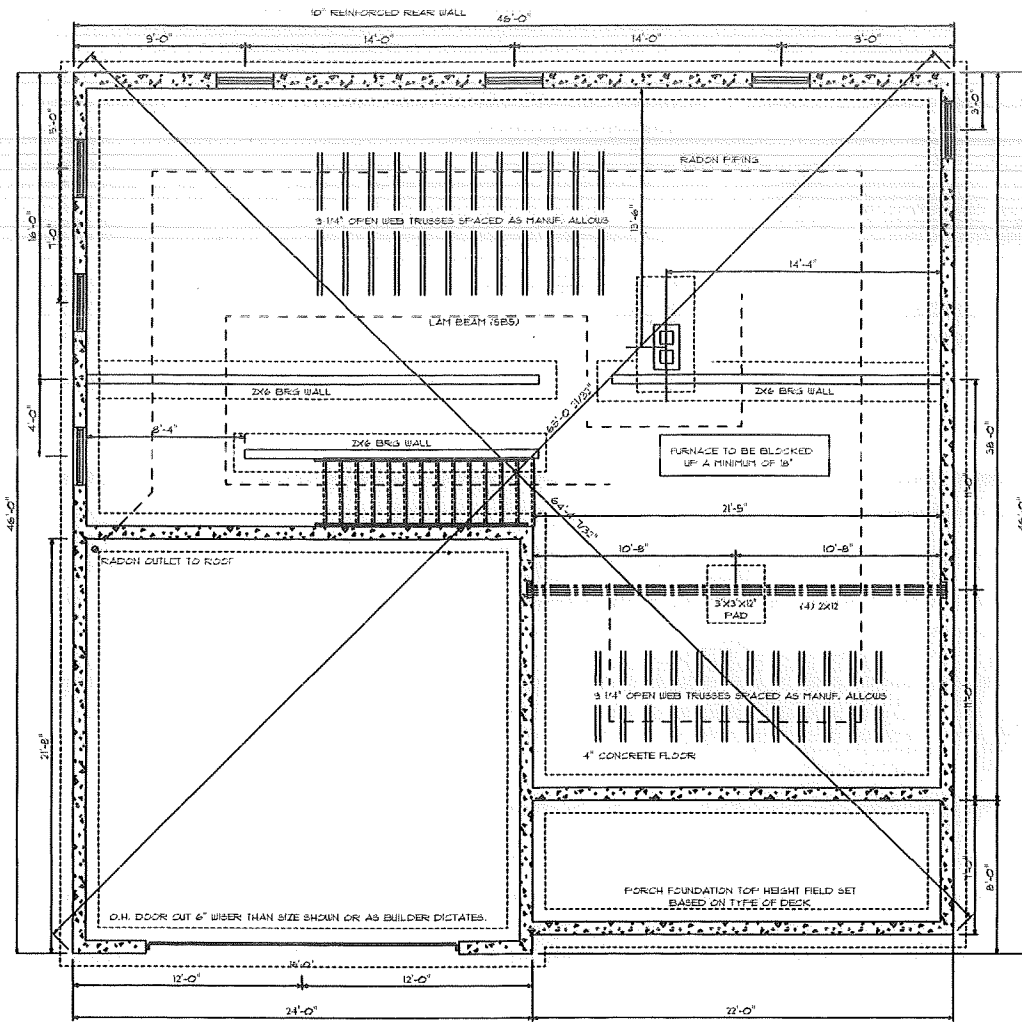 10" REINFORCED REAR WALL
46'-0"
9'-0"
14'-0"
14'-0"
9'-0"
5'-0"
3'-0"
RADON PIPING
16'-0"
7'-0"
9 1/4" OPEN WEB TRUSSES SPACED AS MANUF. ALLOWS
13'-6"
14'-4"
LAM BEAM (SBS)
2X6 BRG WALL
2X6 BRG WALL
4'-0"
8'-4"
2X6 BRG WALL
FURNACE TO BE BLOCKED
UP A MINIMUM OF 18"
38'-0"
11'-0"
46'-0"
46'-0"
21'-5"
10'-8"
10'-8"
RADON OUTLET TO ROOF
3'X3'X12"
PAD
(4) 2X12
9 1/4" OPEN WEB TRUSSES SPACED AS MANUF. ALLOWS
11'-0"
21'-8"
4" CONCRETE FLOOR
PORCH FOUNDATION TOP HEIGHT FIELD SET
BASED ON TYPE OF DECK
7'-0"
8'-0"
O.H. DOOR CUT 6" WISER THAN SIZE SHOWN OR AS BUILDER DICTATES.
16'-0"
12'-0"
12'-0"
24'-0"
22'-0"